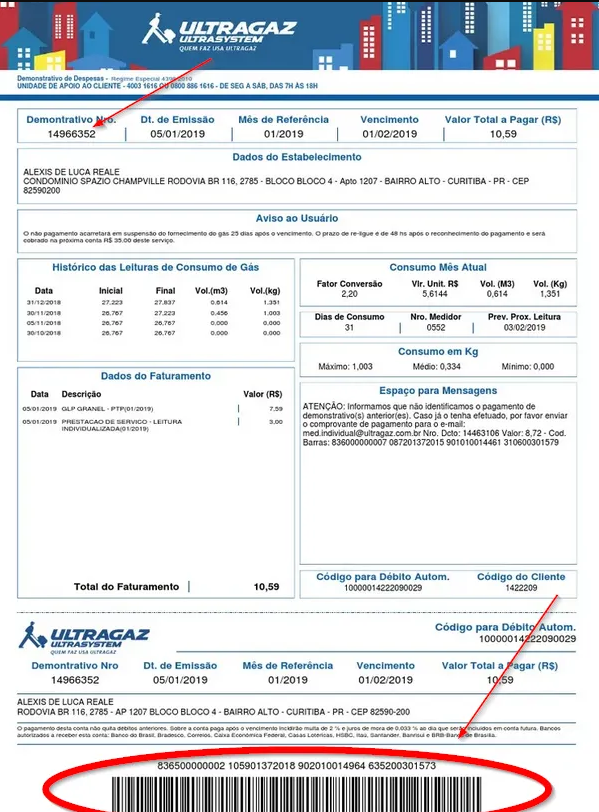 ULTRAGAZ
ULTRASYSTEM
QUEM FAZ USA ULTRAGAZ
Demonstrativo de Despesas - Regime Especial
UNIDADE DE APOIO AO CLIENTE - 4003 1616 OU 0800 886 1616 - DE SEG A SÁB, DAS 7H ÀS 18H
Demontrativo Nro. Dt. de Emissão Mês de Referência Vencimento Valor Total a Pagar (R$)
14966352 05/01/2019 01/2019 01/02/2019 10,59
Dados do Estabelecimento
ALEXIS DE LUCA REALE
CONDOMINIO SPAZIO CHAMPVILLE RODOVIA BR 116, 2785 - BLOCO BLOCO 4 - Apto 1207 - BAIRRO ALTO - CURITIBA - PR - CEP
82590200
Aviso ao Usuário
O não pagamento acarretará em suspensão do fornecimento do gás 25 dias após o vencimento. O prazo de re-ligue é de 48 hs após o reconhecimento do pagamento e será
cobrado na próxima conta R$ 35.00 deste serviço.
Histórico das Leituras de Consumo de Gás
Data Inicial Final Vol.(m3) Vol.(kg)
31/12/2018 27,223 27,837 0,614 1,351
30/11/2018 26,767 27,223 0,456 1,003
05/11/2018 26,767 26,767 0,000 0,000
30/10/2018 26,767 26,767 0,000 0,000
Consumo Mês Atual
Fator Conversão Vlr. Unit. R$ Vol. (M3) Vol. (Kg)
2,20 5,6144 0,614 1,351
Dias de Consumo Nro. Medidor Prev. Prox. Leitura
31 0552 03/02/2019
Consumo em Kg
Máximo: 1,003 Médio: 0,334 Mínimo: 0,000
Dados do Faturamento
Data Descrição Valor (R$)
05/01/2019 GLP GRANEL - PTP(01/2019) 7,59
05/01/2019 PRESTACAO DE SERVICO - LEITURA 3,00
INDIVIDUALIZADA(01/2019)
Total do Faturamento 10,59
Espaço para Mensagens
ATENÇÃO: Informamos que não identificamos o pagamento de
demonstrativo(s) anterior(es). Caso já o tenha efetuado, por favor enviar
o comprovante de pagamento para o e-mail:
med.individual@ultragaz.com.br Nro. Dcto: 14463106 Valor: 8,72 - Cod.
Barras: 836000000007 087201372015 901010014461 310600301579
Código para Débito Autom. Código do Cliente
10000014222090029 1422209
ULTRAGAZ
ULTRASYSTEM
QUEM FAZ USA ULTRAGAZ
Código para Débito Autom.
10000014222090029
Demontrativo Nro Dt. de Emissão Mês de Referência Vencimento Valor Total a Pagar (R$)
14966352 05/01/2019 01/2019 01/02/2019 10,59
ALEXIS DE LUCA REALE
RODOVIA BR 116, 2785 - AP 1207 BLOCO BLOCO 4 - BAIRRO ALTO - CURITIBA - PR - CEP 82590-200
O pagamento desta conta não quita débitos anteriores. Sobre a conta paga após o vencimento incidirão multa de 2 % e juros de mora de 0.033 % ao dia que serão incluídos em conta futura. Bancos
autorizados a receber esta conta: Banco do Brasil, Bradesco, Correios, Caixa Econômica Federal, Casas Lotéricas, HSBC, Itaú, Santander, Banrisul e BRB-Banco de Brasília.
836500000002 105901372018 902010014964 635200301573